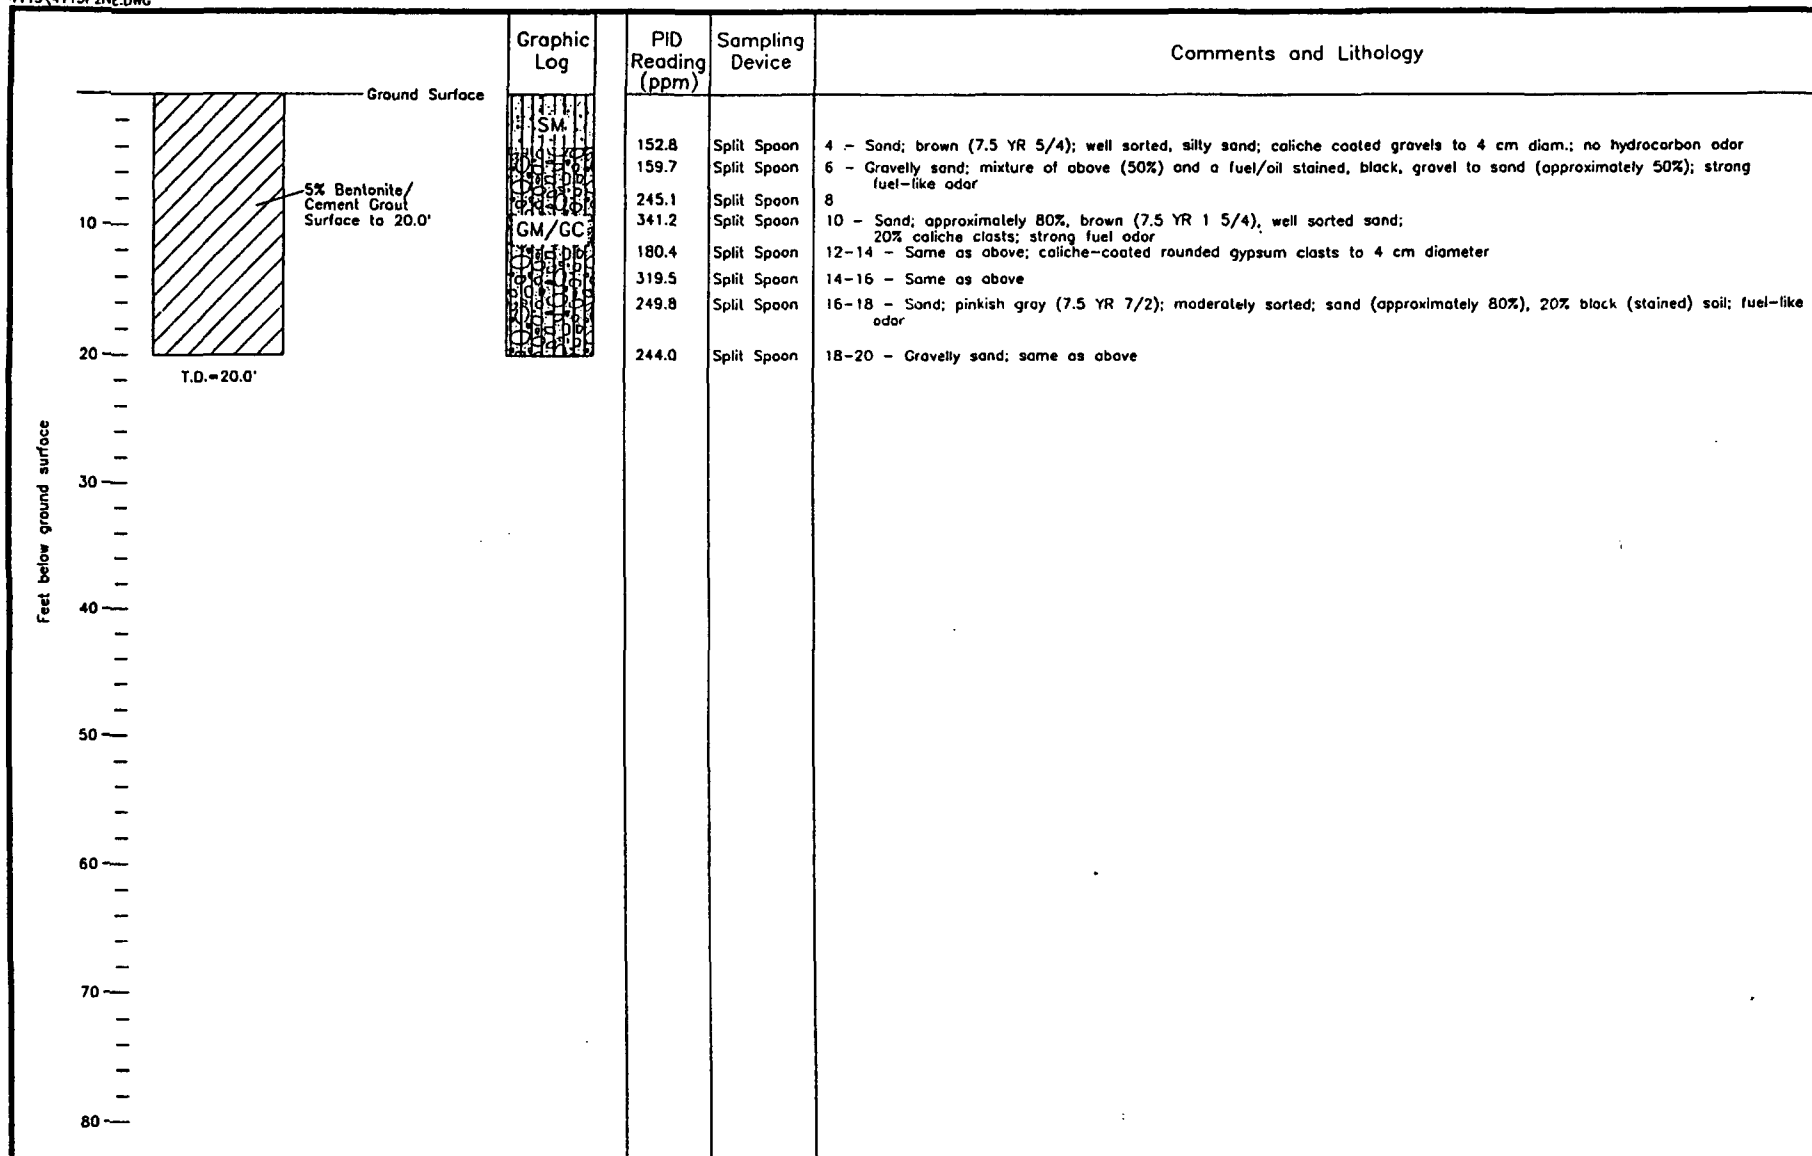 Graphic Log
PID Reading (ppm)
Sampling Device
Comments and Lithology
Ground Surface
SM
152.8 Split Spoon 4 - Sand; brown (7.5 YR 5/4); well sorted, silty sand; caliche coated gravels to 4 cm diam.; no hydrocarbon odor
159.7 Split Spoon 6 - Gravelly sand; mixture of above (50%) and a fuel/oil stained, black, gravel to sand (approximately 50%); strong
fuel-like odor
5% Bentonite/
Cement Grout
Surface to 20.0'
245.1 Split Spoon 8
10
GM/GC
341.2 Split Spoon 10 - Sand; approximately 80%, brown (7.5 YR 1 5/4), well sorted sand;
20% caliche clasts; strong fuel odor
180.4 Split Spoon 12-14 - Same as above; caliche-coated rounded gypsum clasts to 4 cm diameter
319.5 Split Spoon 14-16 - Same as above
249.8 Split Spoon 16-18 - Sand; pinkish gray (7.5 YR 7/2); moderately sorted; sand (approximately 80%), 20% black (stained) soil; fuel-like
odor
20
244.0 Split Spoon 18-20 - Gravelly sand; same as above
T.D.=20.0'
Feet below ground surface
30
40
50
60
70
80